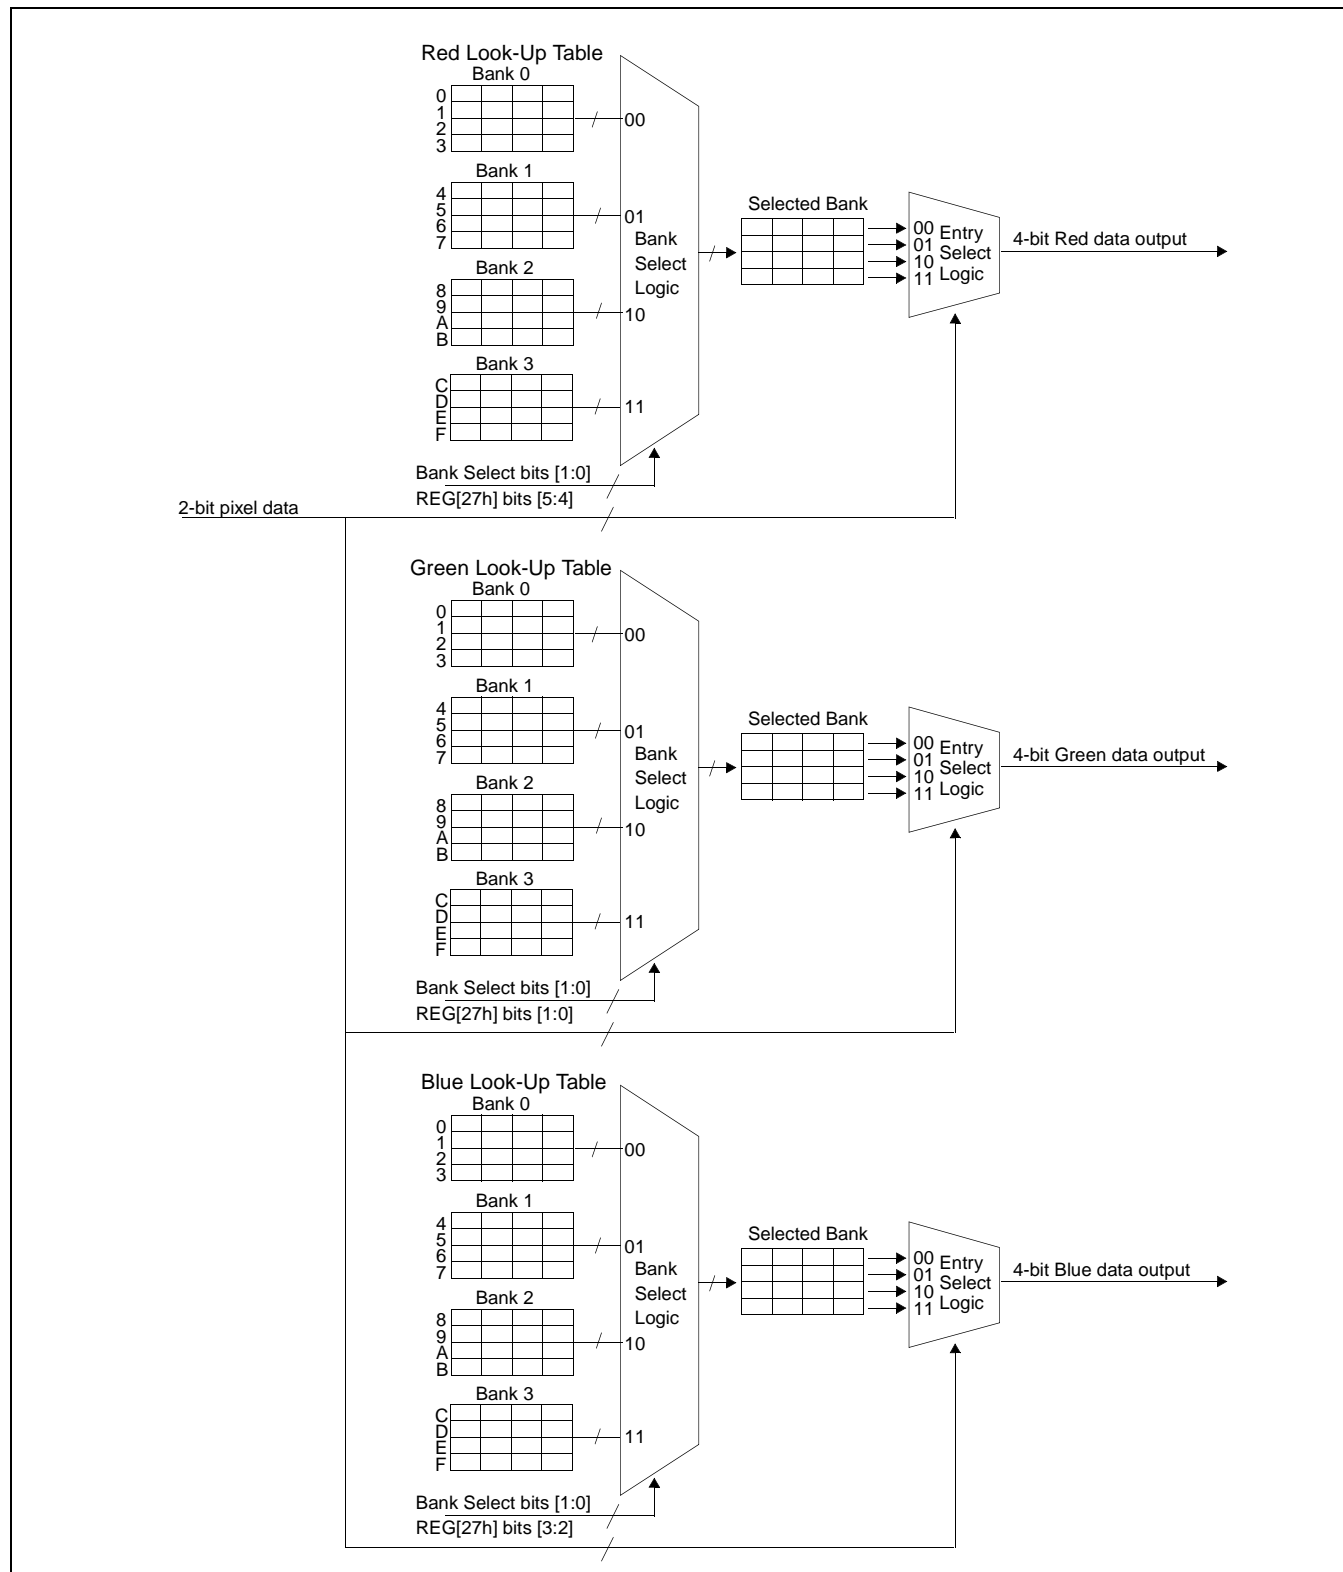 Red Look-Up Table
Bank 0
0
1
2
3
00
Bank 1
4
5
6
7
01
Bank
Select
Logic
Bank 2
8
9
A
B
10
Bank 3
C
D
E
F
11
Selected Bank
00
01
10
11
Entry
Select
Logic
4-bit Red data output
Bank Select bits [1:0]
REG[27h] bits [5:4]
2-bit pixel data
Green Look-Up Table
Bank 0
0
1
2
3
00
Bank 1
4
5
6
7
01
Bank
Select
Logic
Bank 2
8
9
A
B
10
Bank 3
C
D
E
F
11
Selected Bank
00
01
10
11
Entry
Select
Logic
4-bit Green data output
Bank Select bits [1:0]
REG[27h] bits [1:0]
Blue Look-Up Table
Bank 0
0
1
2
3
00
Bank 1
4
5
6
7
01
Bank
Select
Logic
Bank 2
8
9
A
B
10
Bank 3
C
D
E
F
11
Selected Bank
00
01
10
11
Entry
Select
Logic
4-bit Blue data output
Bank Select bits [1:0]
REG[27h] bits [3:2]